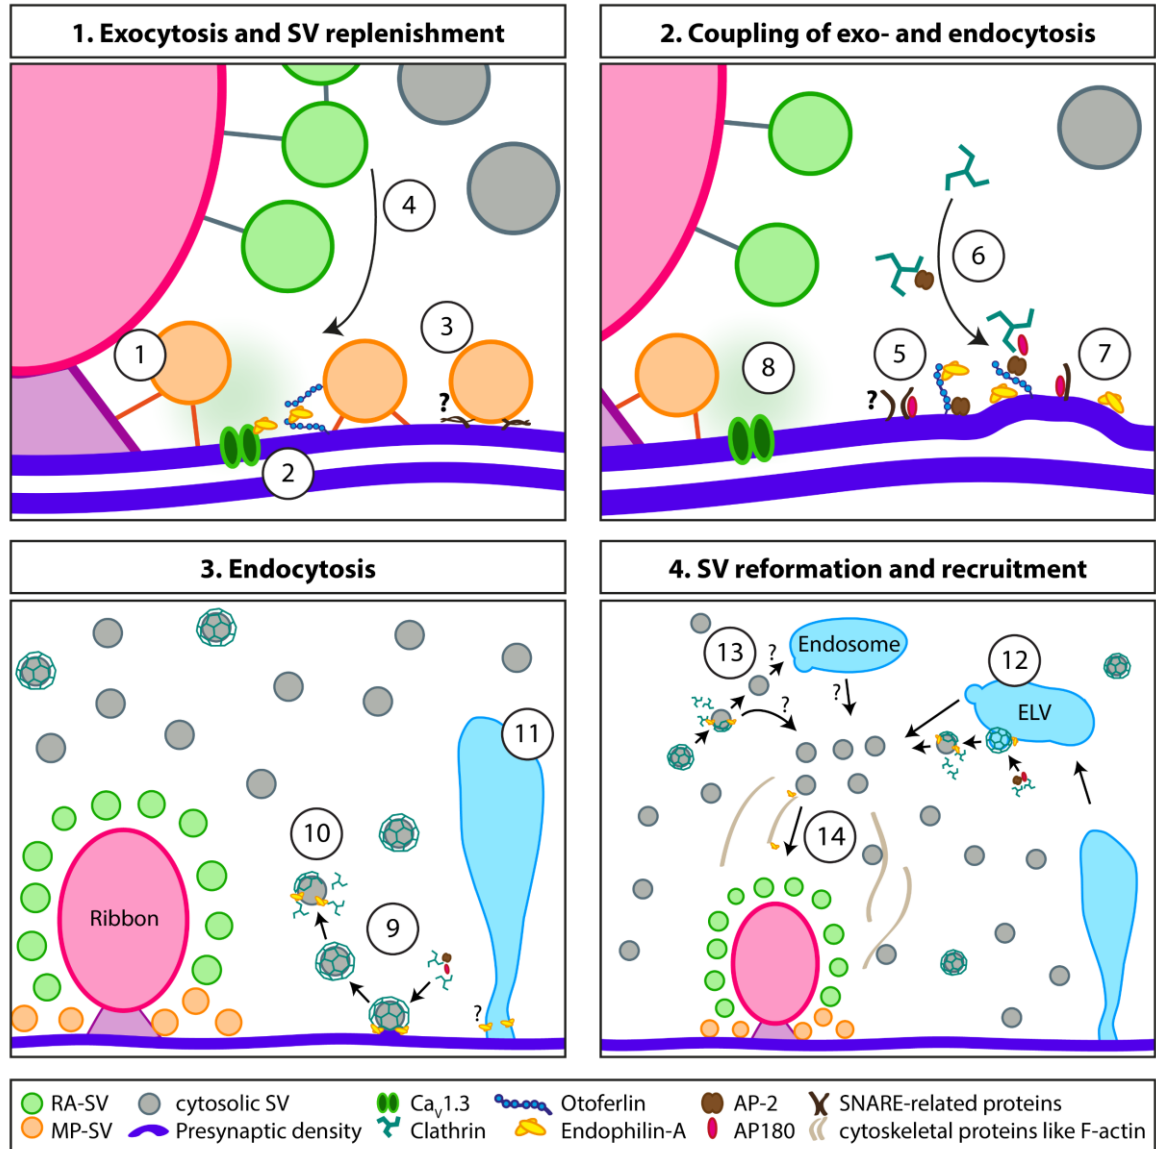 1. Exocytosis and SV replenishment
4
3
1
?
2
2. Coupling of exo- and endocytosis
6
5
7
8
?
3. Endocytosis
11
10
9
Ribbon
?
4. SV reformation and recruitment
13
?
Endosome
12
?
?
ELV
14
RA-SV
cytosolic SV
CaV1.3
Otoferlin
AP-2
SNARE-related proteins
MP-SV
Presynaptic density
Clathrin
Endophilin-A
AP180
cytoskeletal proteins like F-actin